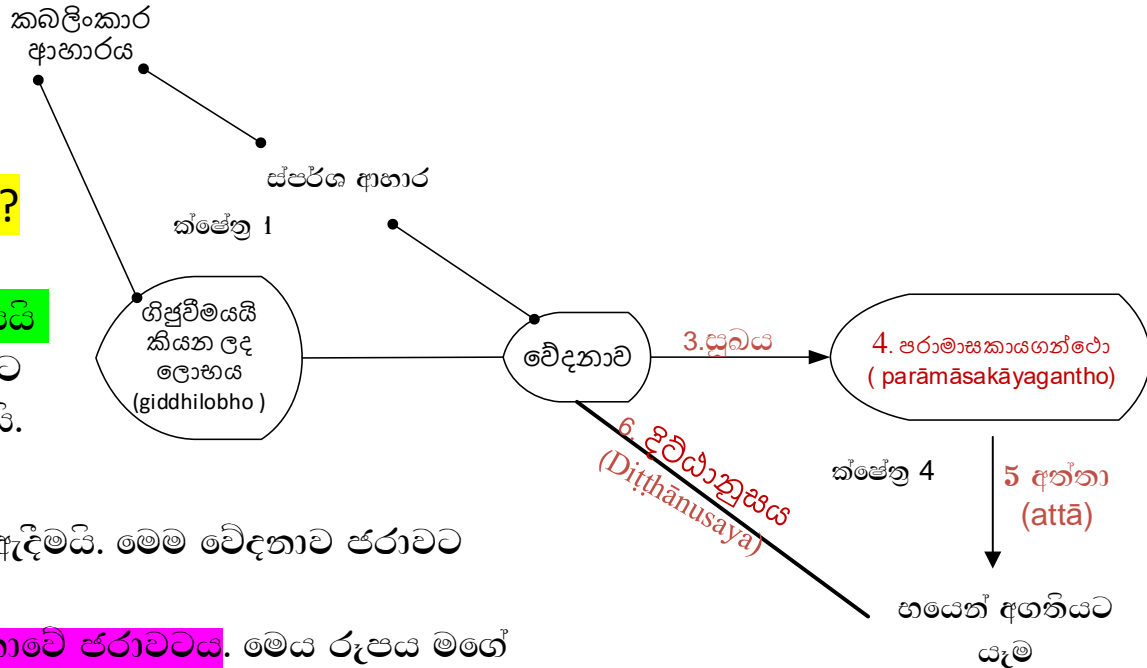 කබලිංකාර
ආහාරය
ස්පර්ශ ආහාර
?
ක්ෂේත්‍ර 1
ගිජුවීමයයි
කියන ලද
ලොභය
(giddhilobho )
වේදනාව
3.සුඛය
4. පරාමාසකායගන්ථො
( parāmāsakāyagantho)
6. දිට්ඨානුසය
(Diṭṭhānusaya)
ක්ෂේත්‍ර 4
5 අත්තා
(attā)
ඇදීමයි. මෙම වේදනාව ජරාවට
භයෙන් අගතියට
යෑම
ජරාවටය. මෙය රූපය මගේ